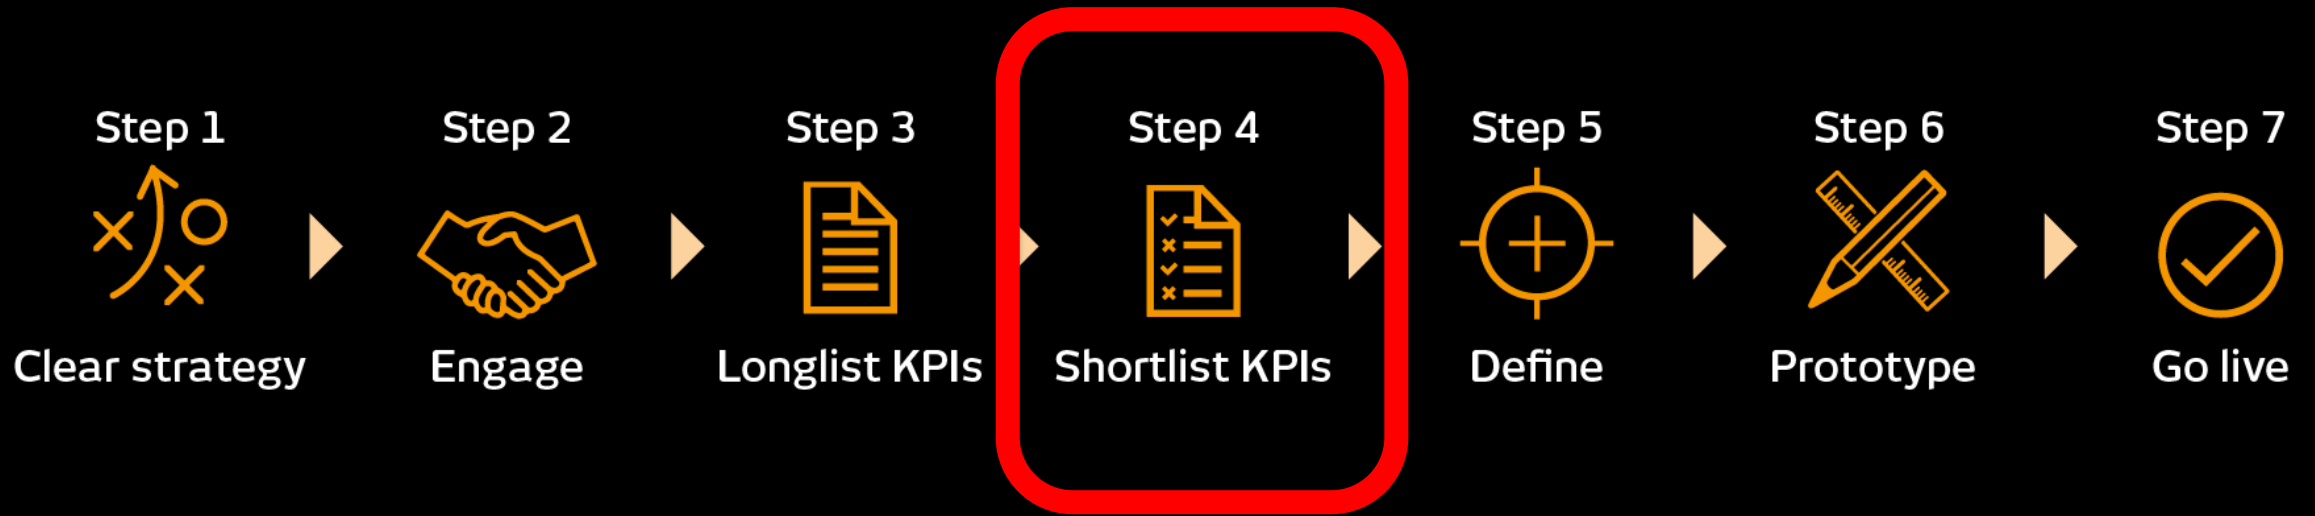 Step 1
Step 2
Step 3
Step 4
Step 5
Step 6
Step 7
Clear strategy
Engage
Longlist KPIs
Shortlist KPIs
Define
Prototype
Go live